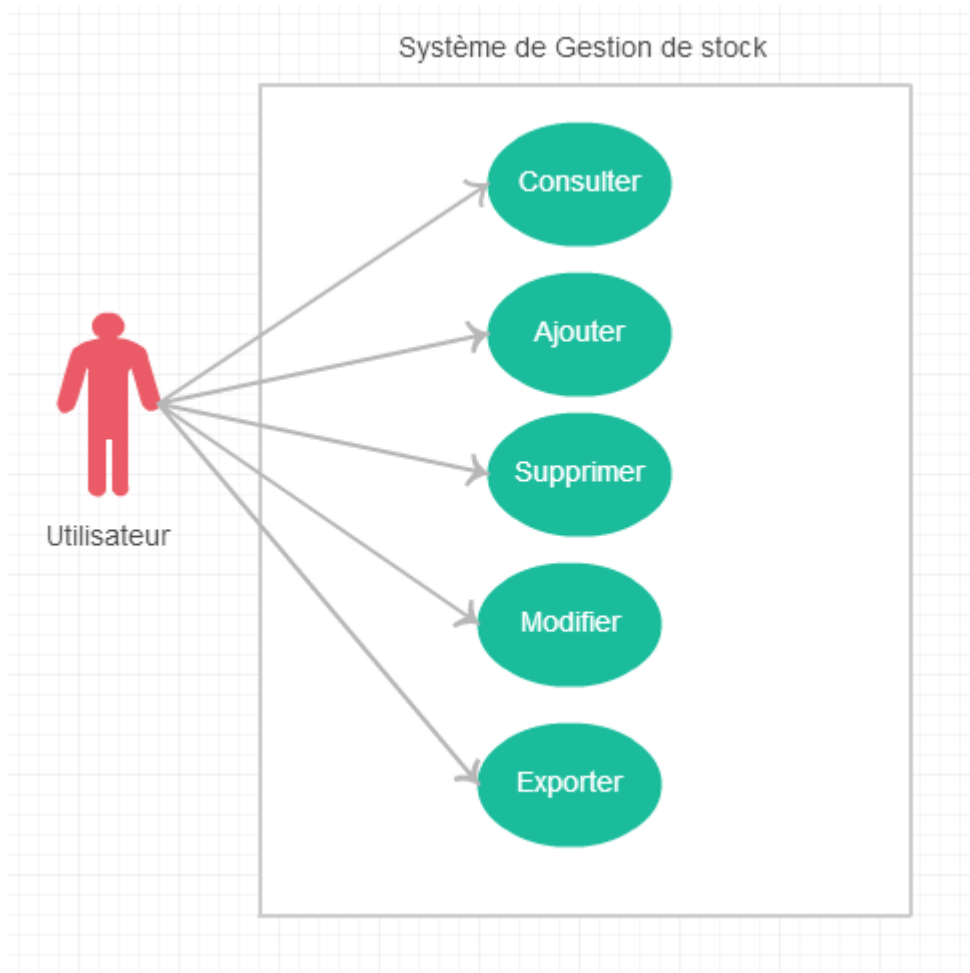 Système de Gestion de stock
Consulter
Ajouter
Supprimer
Utilisateur
Modifier
Exporter